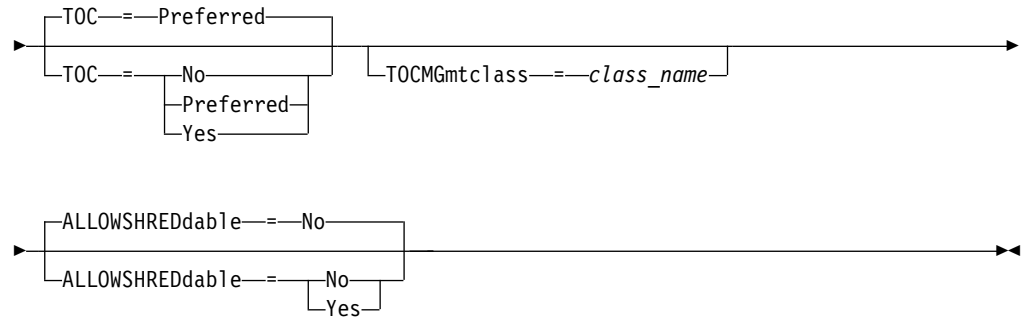 TOC = Preferred
TOC = No
Preferred
Yes
TOCMGmtclass = class_name
ALLOWSHREDdable = No
ALLOWSHREDdable = No
Yes